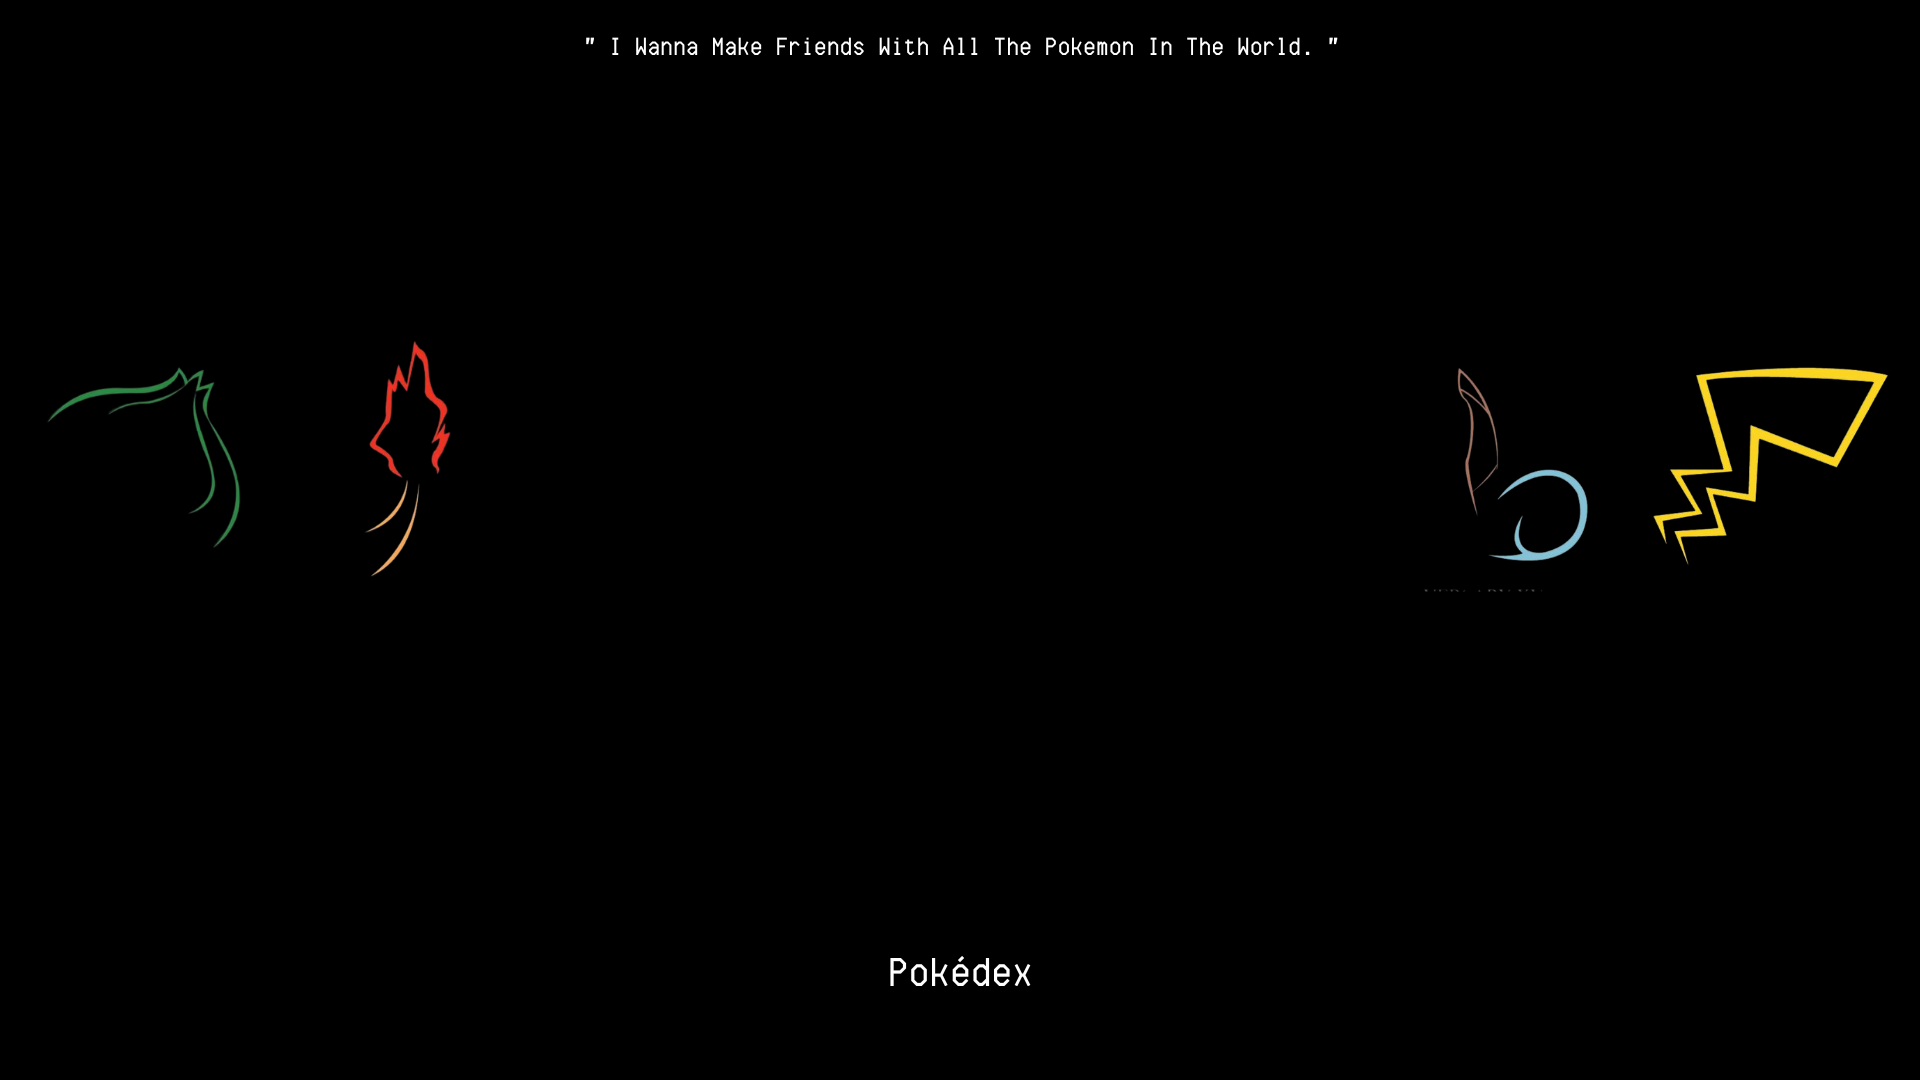 " I Wanna Make Friends With All The Pokemon In The World. "
Pokédex